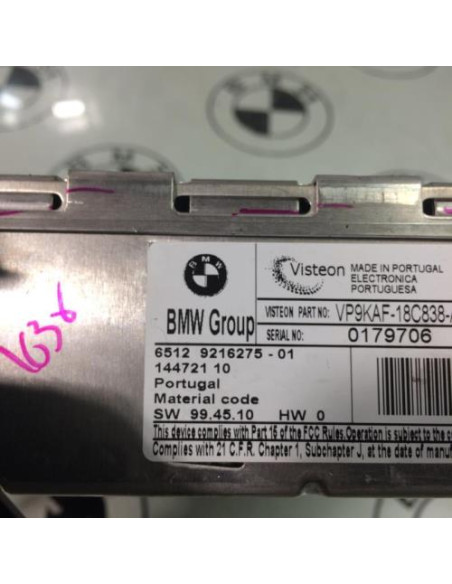 BMW
BMW Group
Visteon
MADE IN PORTUGAL
ELECTRONICA
PORTUGUESA
VISTEON PART NO: VP9KAF-18C838-
SERIAL NO: 0179706
6512 9216275 - 01
144721 10
Portugal
Material code
SW 99.45.10 HW 0
This device complies with Part 15 of the FCC Rules.Operation is subject to the
Complies with 21 C.F.R. Chapter 1, Subchapter J, at the date of
1636